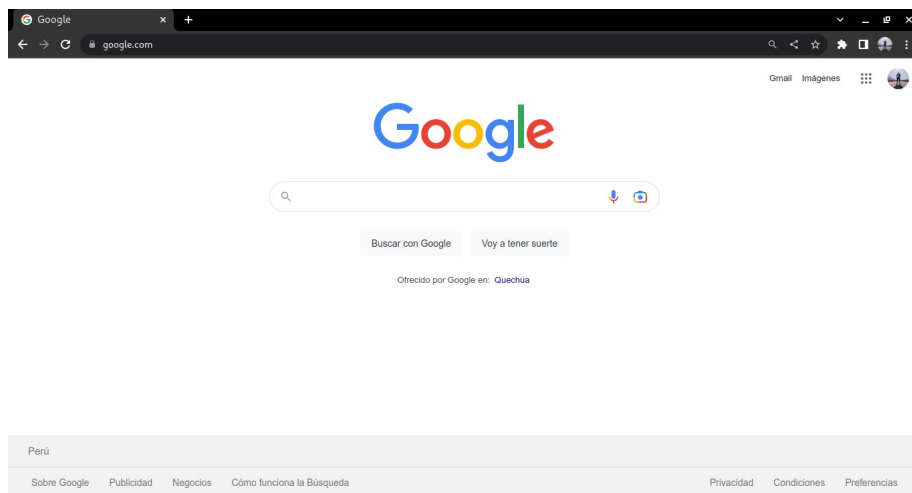 Google
google.com
Gmail Imágenes
Google
Buscar con Google Voy a tener suerte
Ofrecido por Google en: Quechua
Perú
Sobre Google Publicidad Negocios Cómo funciona la Búsqueda Privacidad Condiciones Preferencias